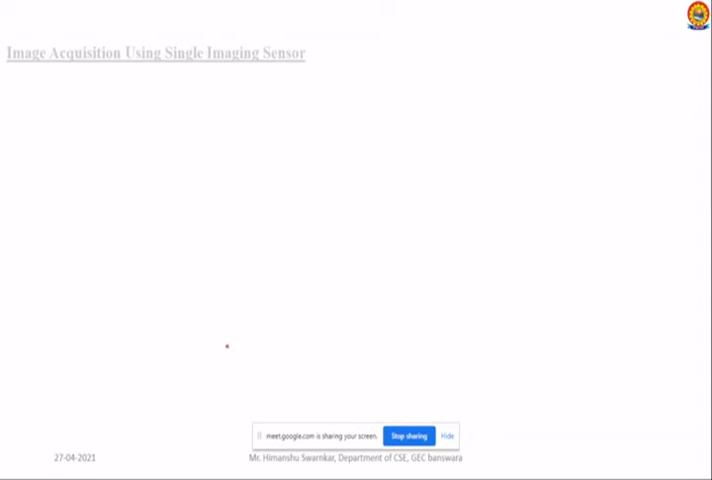 Image Acquisition Using Single Imaging Sensor
meet.google.com is sharing your screen.
Stop sharing
Hide
27-04-2021
Mr. Himanshu Swarnkar, Department of CSE, GEC banswara